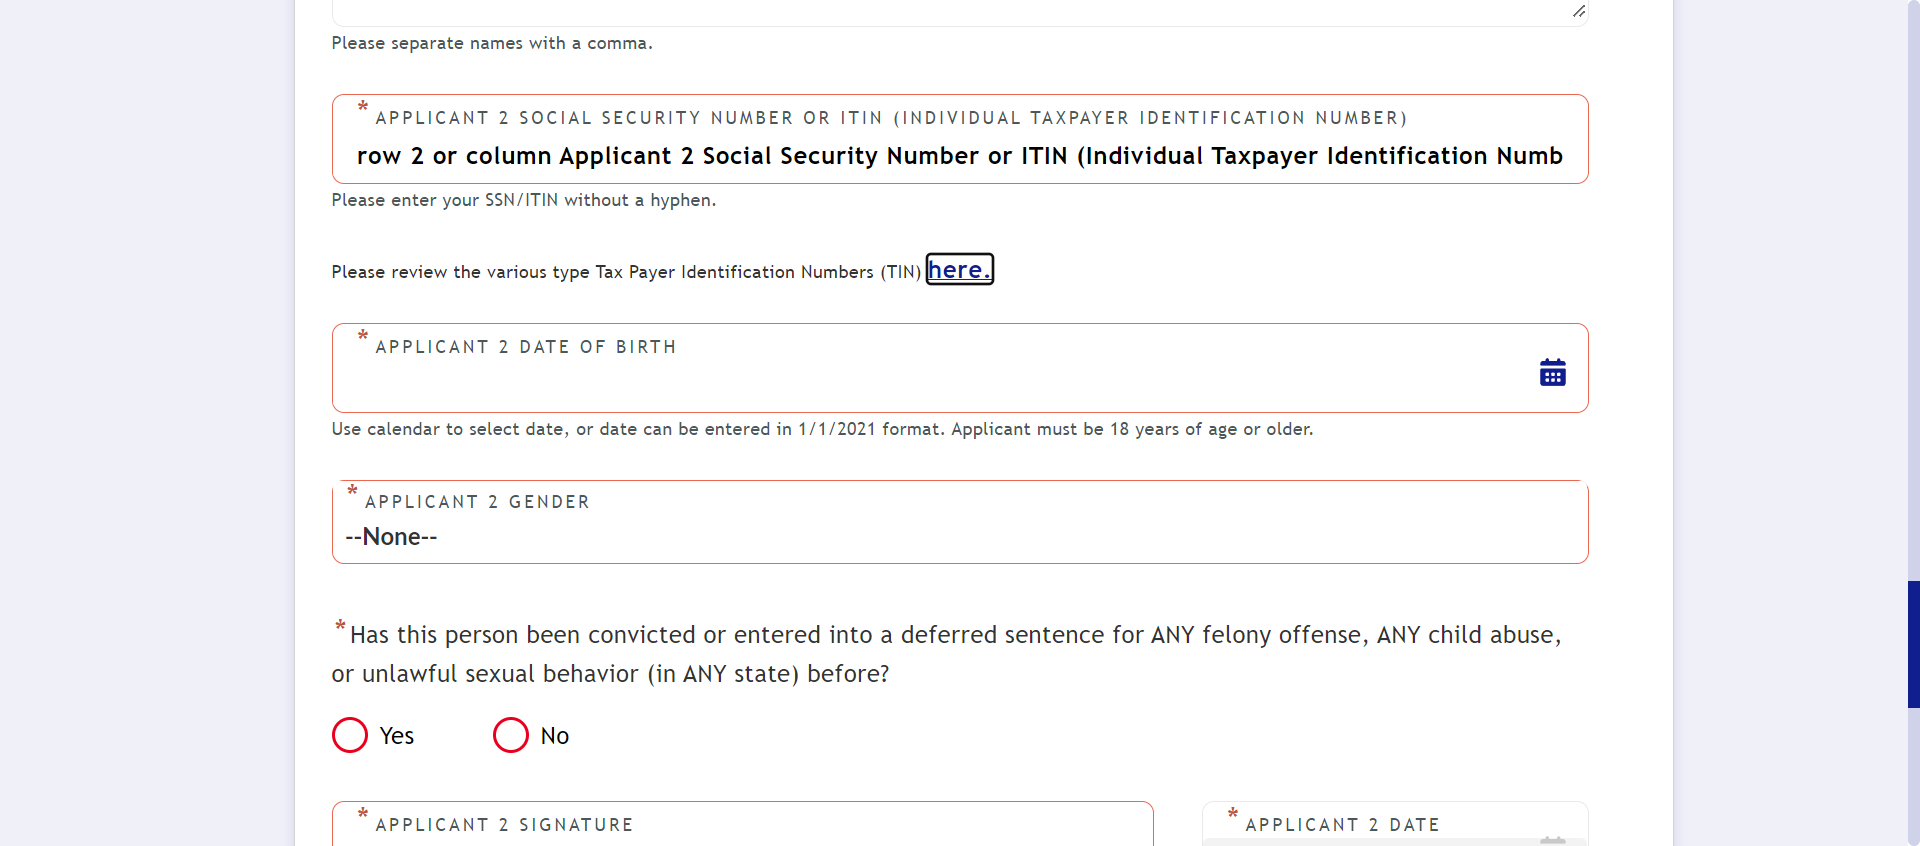 Please separate names with a comma.
* APPLICANT 2 SOCIAL SECURITY NUMBER OR ITIN (INDIVIDUAL TAXPAYER IDENTIFICATION NUMBER)
row 2 or column Applicant 2 Social Security Number or ITIN (Individual Taxpayer Identification Numb
Please enter your SSN/ITIN without a hyphen.
Please review the various type Tax Payer Identification Numbers (TIN) here.
* APPLICANT 2 DATE OF BIRTH
Use calendar to select date, or date can be entered in 1/1/2021 format. Applicant must be 18 years of age or older.
* APPLICANT 2 GENDER
--None--
*Has this person been convicted or entered into a deferred sentence for ANY felony offense, ANY child abuse,
or unlawful sexual behavior (in ANY state) before?
Yes No
* APPLICANT 2 SIGNATURE * APPLICANT 2 DATE